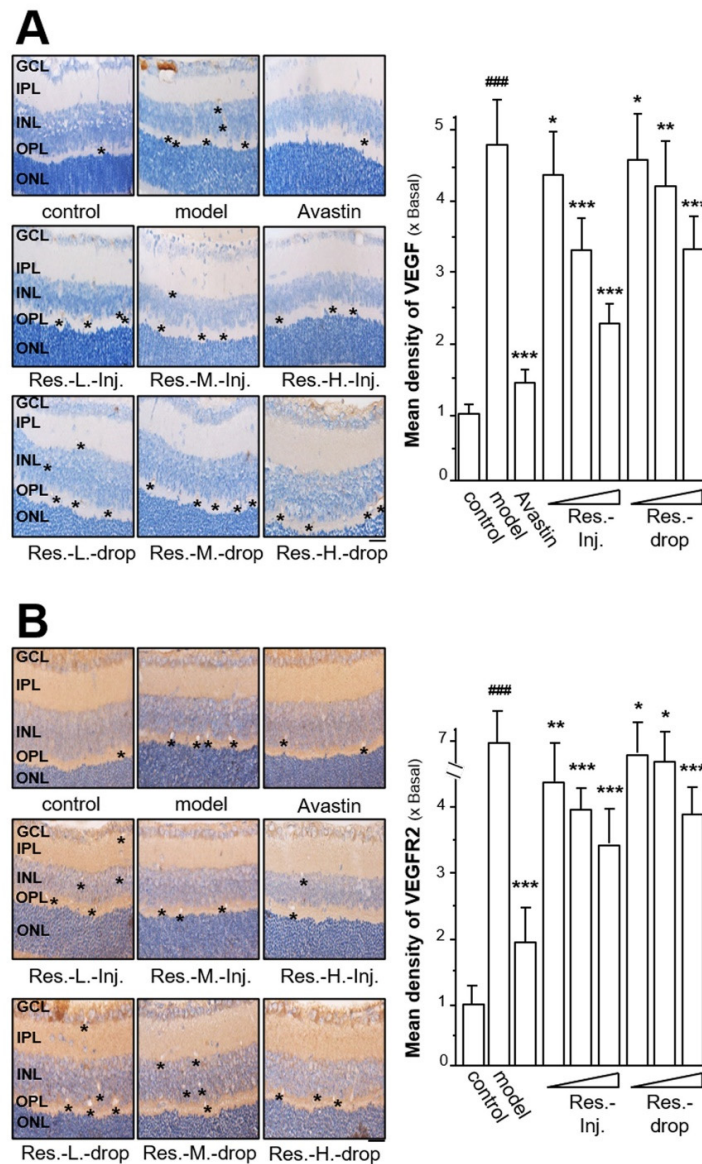 A
GCL
IPL
INL
OPL
ONL
* * * * * * * *
control model Avastin
GCL
IPL
INL
OPL
ONL
* * * * * * * * * * *
Res.-L.-Inj. Res.-M.-Inj. Res.-H.-Inj.
GCL
IPL
INL
OPL
ONL
* * * * * * * * * * * * * *
Res.-L.-drop Res.-M.-drop Res.-H.-drop
Mean density of VEGF (x Basal)
5
4
3
2
1
0
### *** * *** *** * ** ***
control model Avastin Res.-Inj. Res.-drop
B
GCL
IPL
INL
OPL
ONL
* * * * * * *
control model Avastin
GCL
IPL
INL
OPL
ONL
* * * * * * * * * *
Res.-L.-Inj. Res.-M.-Inj. Res.-H.-Inj.
GCL
IPL
INL
OPL
ONL
* * * * * * * * * * * *
Res.-L.-drop Res.-M.-drop Res.-H.-drop
Mean density of VEGFR2 (x Basal)
7
4
3
2
1
0
### *** ** *** *** * * ***
control model Avastin Res.-Inj. Res.-drop